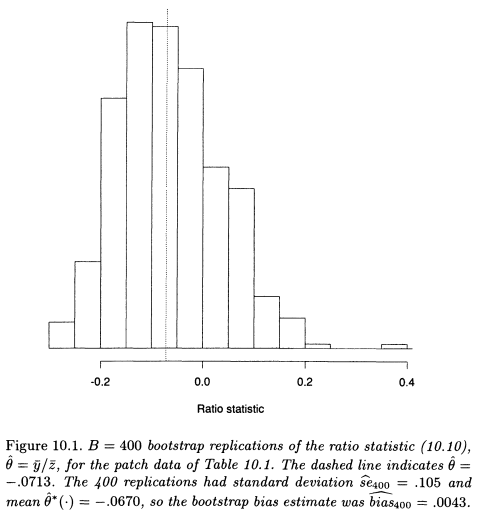 -0.2 0.0 0.2 0.4
Ratio statistic
Figure 10.1. B = 400 bootstrap replications of the ratio statistic (10.10),
θ̂ = ȳ/z̄, for the patch data of Table 10.1. The dashed line indicates θ̂ =
−.0713. The 400 replications had standard deviation ŝe₄₀₀ = .105 and
mean θ̂*(·) = −.0670, so the bootstrap bias estimate was b̂ias₄₀₀ = .0043.